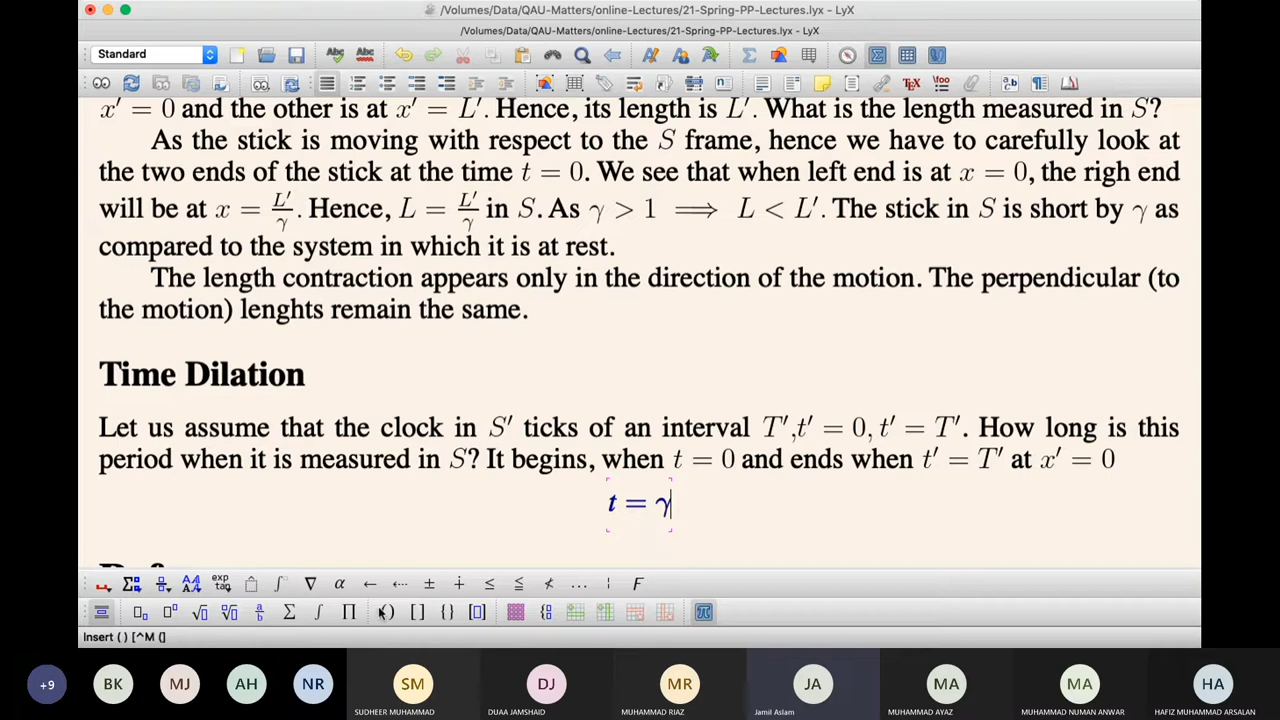 /Volumes/Data/QAU-Matters/online-Lectures/21-Spring-PP-Lectures.lyx - LyX
/Volumes/Data/QAU-Matters/online-Lectures/21-Spring-PP-Lectures.lyx - LyX
Standard
x′ = 0 and the other is at x′ = L′. Hence, its length is L′. What is the length measured in S?
As the stick is moving with respect to the S frame, hence we have to carefully look at
the two ends of the stick at the time t = 0. We see that when left end is at x = 0, the righ end
will be at x = L′/γ. Hence, L = L′/γ in S. As γ > 1 ⟹ L < L′. The stick in S is short by γ as
compared to the system in which it is at rest.
The length contraction appears only in the direction of the motion. The perpendicular (to
the motion) lenghts remain the same.
Time Dilation
Let us assume that the clock in S′ ticks of an interval T′,t′ = 0, t′ = T′. How long is this
period when it is measured in S? It begins, when t = 0 and ends when t′ = T′ at x′ = 0
t = γ
Insert ( ) [^M (]
+9 BK MJ AH NR SM DJ MR JA MA MA HA
SUDHEER MUHAMMAD DUAA JAMSHAID MUHAMMAD RIAZ Jamil Aslam MUHAMMAD AYAZ MUHAMMAD NUMAN ANWAR HAFIZ MUHAMMAD ARSALAN